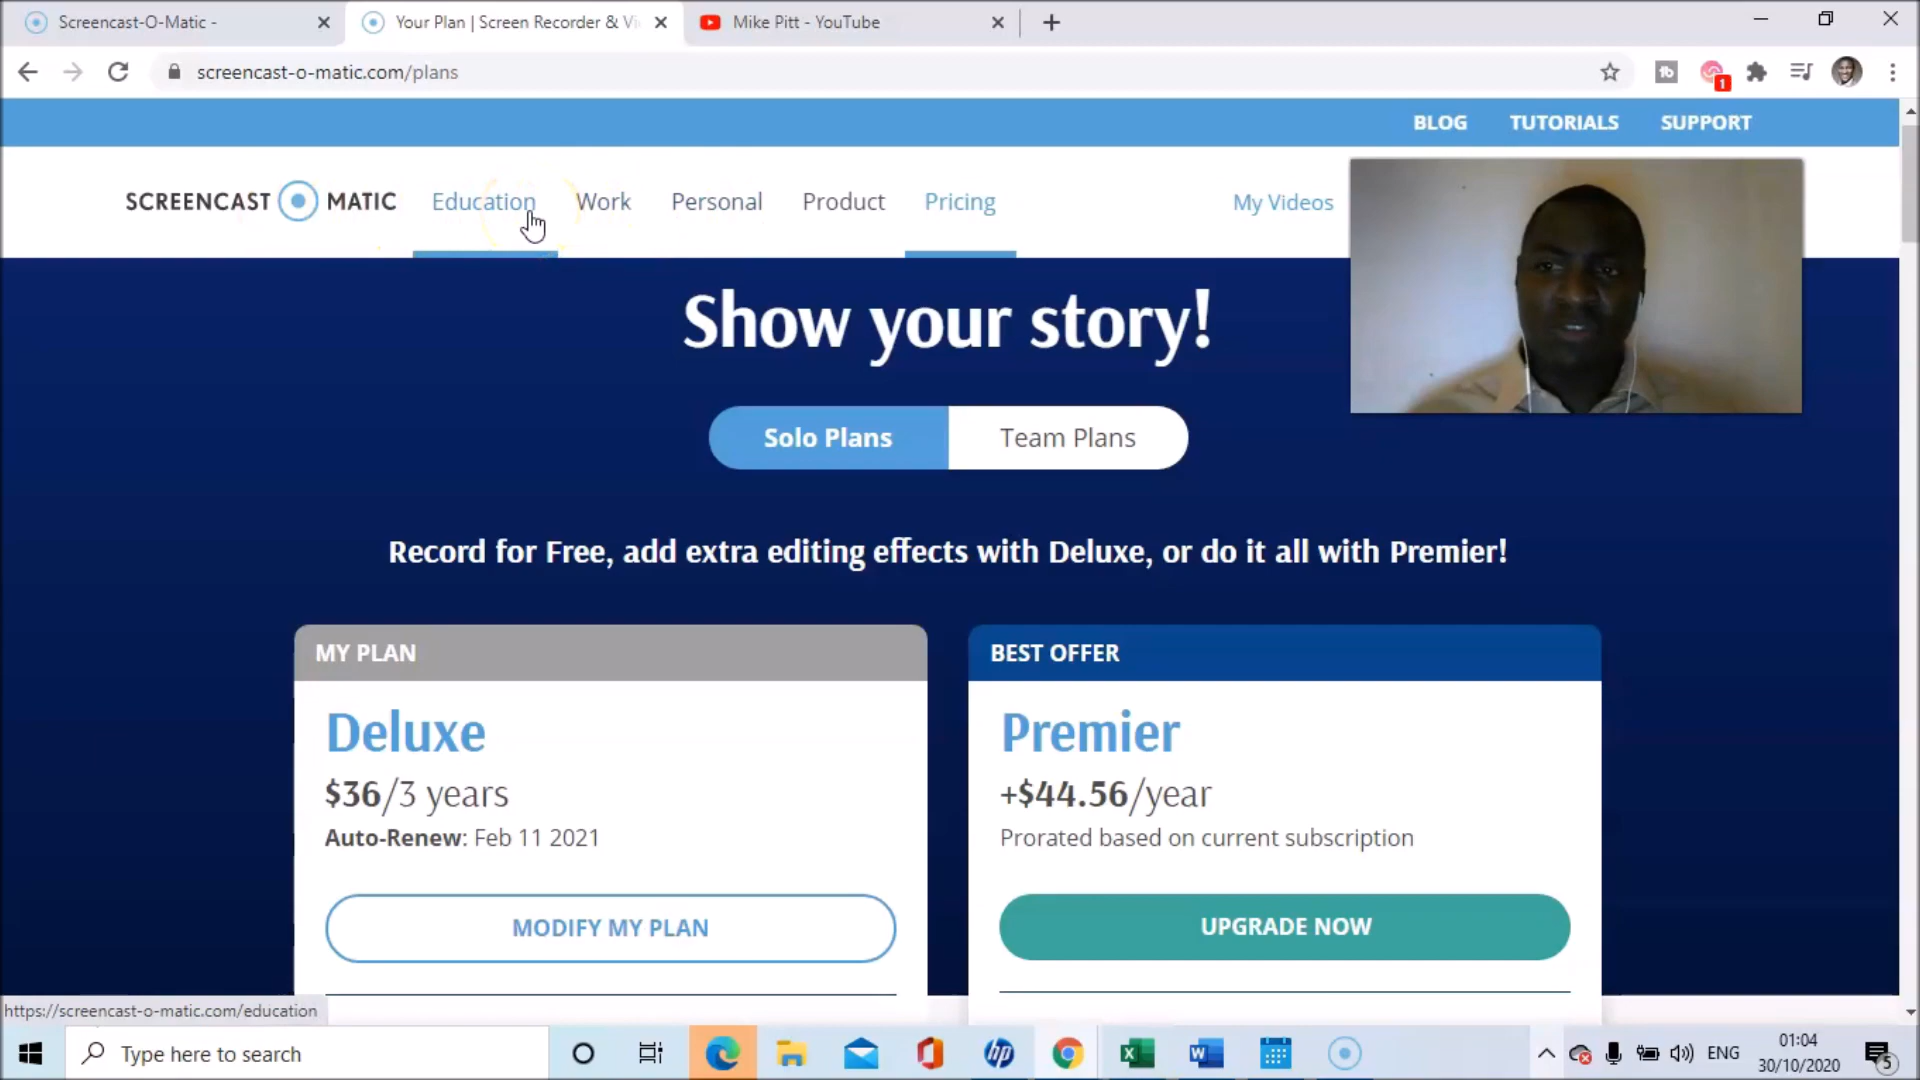 Screencast-O-Matic -
Your Plan | Screen Recorder & Vi
Mike Pitt - YouTube
screencast-o-matic.com/plans
1
BLOG TUTORIALS SUPPORT
SCREENCAST MATIC Education Work Personal Product Pricing My Videos
Show your story!
Solo Plans Team Plans
Record for Free, add extra editing effects with Deluxe, or do it all with Premier!
MY PLAN
Deluxe
$36/3 years
Auto-Renew: Feb 11 2021
MODIFY MY PLAN
BEST OFFER
Premier
+$44.56/year
Prorated based on current subscription
UPGRADE NOW
https://screencast-o-matic.com/education
Type here to search
hp
ENG
01:04
30/10/2020
5